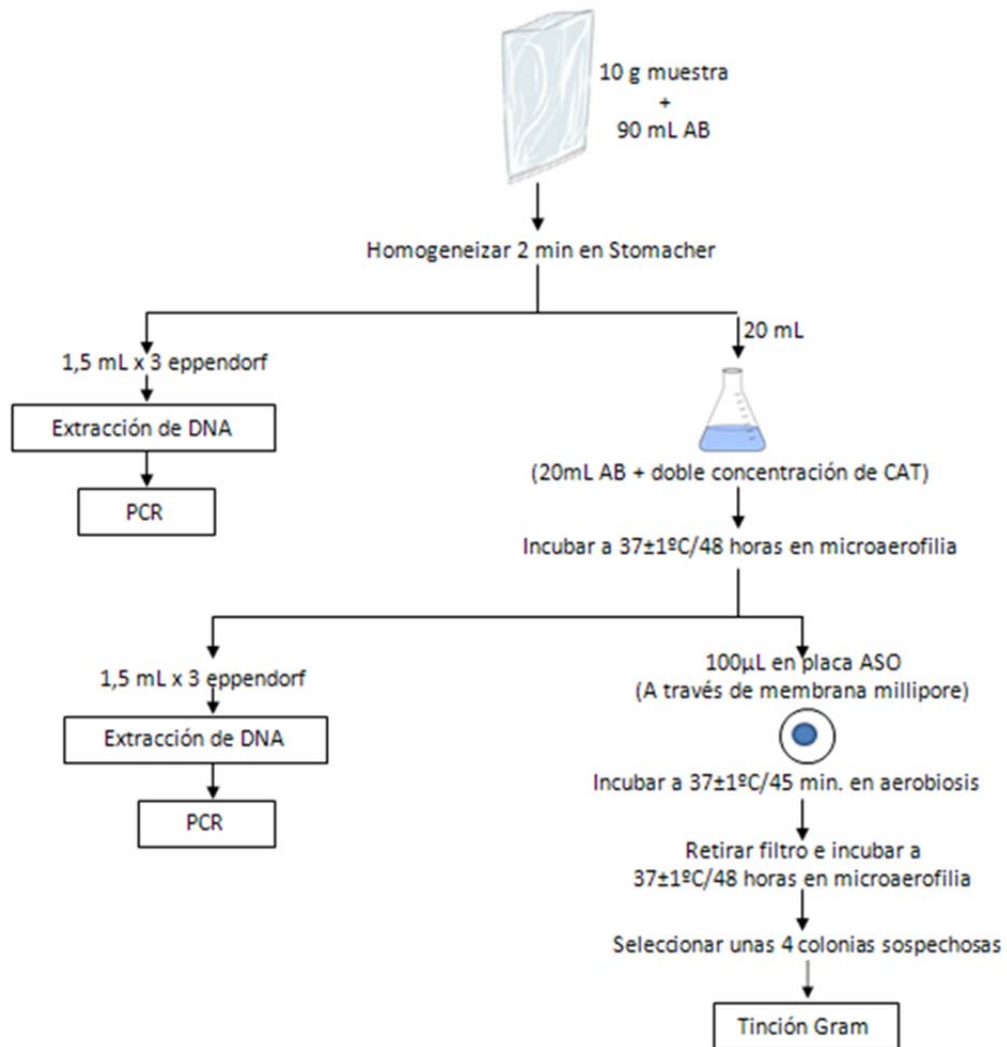 10 g muestra
+
90 mL AB
Homogeneizar 2 min en Stomacher
1,5 mL x 3 eppendorf
Extracción de DNA
PCR
20 mL
(20mL AB + doble concentración de CAT)
Incubar a 37±1ºC/48 horas en microaerofilia
1,5 mL x 3 eppendorf
Extracción de DNA
PCR
100µL en placa ASO
(A través de membrana millipore)
Incubar a 37±1ºC/45 min. en aerobiosis
Retirar filtro e incubar a
37±1ºC/48 horas en microaerofilia
Seleccionar unas 4 colonias sospechosas
Tinción Gram